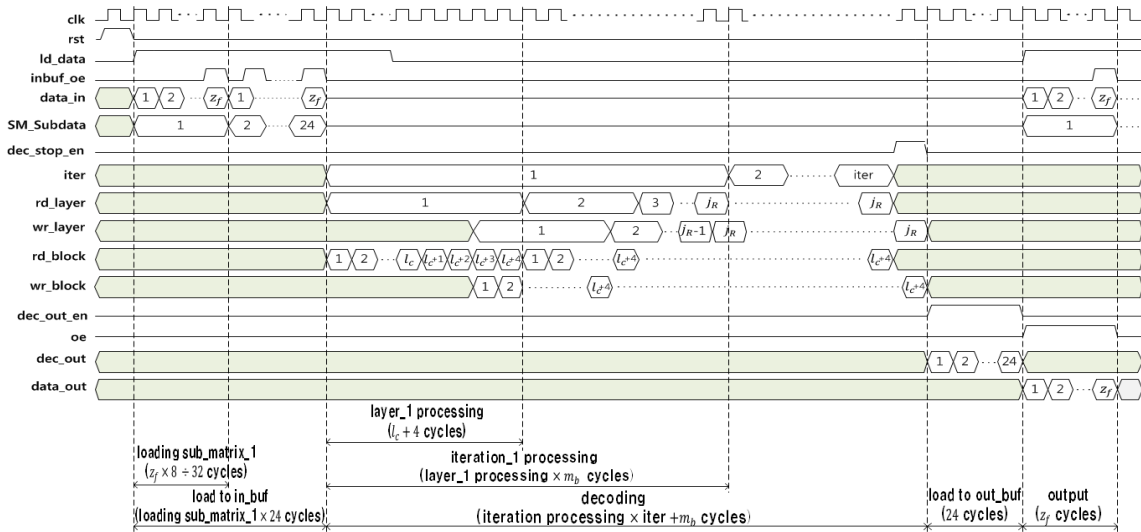 clk
rst
ld_data
inbuf_oe
data_in 1 2 z_f 1 z_f 1 2 z_f
SM_Subdata 1 2 24 1
dec_stop_en
iter 1 2 iter
rd_layer 1 2 3 j_R j_R
wr_layer 1 2 j_R-1 j_R j_R
rd_block 1 2 l_c l_c+1 l_c+2 l_c+3 l_c+4 1 2 l_c+4 l_c+4
wr_block 1 2 l_c+4 l_c+4
dec_out_en
oe
dec_out 1 2 24
data_out 1 2 z_f
layer_1 processing
(l_c + 4 cycles)
loading sub_matrix_1
(z_f × 8 ÷ 32 cycles)
iteration_1 processing
(layer_1 processing × m_b cycles)
load to in_buf
(loading sub_matrix_1 × 24 cycles)
decoding
(iteration processing × iter + m_b cycles)
load to out_buf
(24 cycles)
output
(z_f cycles)